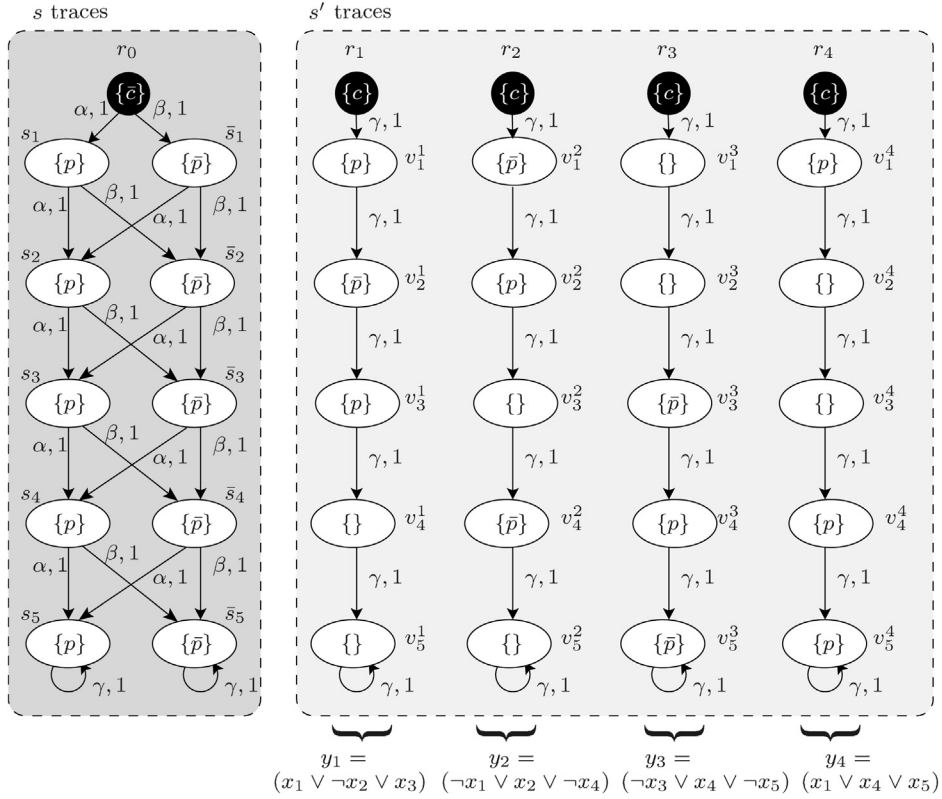 s traces s′ traces
r₀ r₁ r₂ r₃ r₄
{c̄} {c} {c} {c} {c}
α, 1 β, 1 γ, 1 γ, 1 γ, 1 γ, 1
s₁ s̄₁
{p} {p̄} {p} v₁¹ {p̄} v₁² {} v₁³ {p} v₁⁴
α, 1 β, 1 α, 1 β, 1 γ, 1 γ, 1 γ, 1 γ, 1
s₂ s̄₂
{p} {p̄} {p̄} v₂¹ {p} v₂² {} v₂³ {} v₂⁴
α, 1 β, 1 α, 1 β, 1 γ, 1 γ, 1 γ, 1 γ, 1
s₃ s̄₃
{p} {p̄} {p} v₃¹ {} v₃² {p̄} v₃³ {} v₃⁴
α, 1 β, 1 α, 1 β, 1 γ, 1 γ, 1 γ, 1 γ, 1
s₄ s̄₄
{p} {p̄} {} v₄¹ {p̄} v₄² {p} v₄³ {p} v₄⁴
α, 1 β, 1 α, 1 β, 1 γ, 1 γ, 1 γ, 1 γ, 1
s₅ s̄₅
{p} {p̄} {} v₅¹ {} v₅² {p̄} v₅³ {p} v₅⁴
γ, 1 γ, 1 γ, 1 γ, 1 γ, 1 γ, 1
y₁ = y₂ = y₃ = y₄ =
(x₁ ∨ ¬x₂ ∨ x₃) (¬x₁ ∨ x₂ ∨ ¬x₄) (¬x₃ ∨ x₄ ∨ ¬x₅) (x₁ ∨ x₄ ∨ x₅)